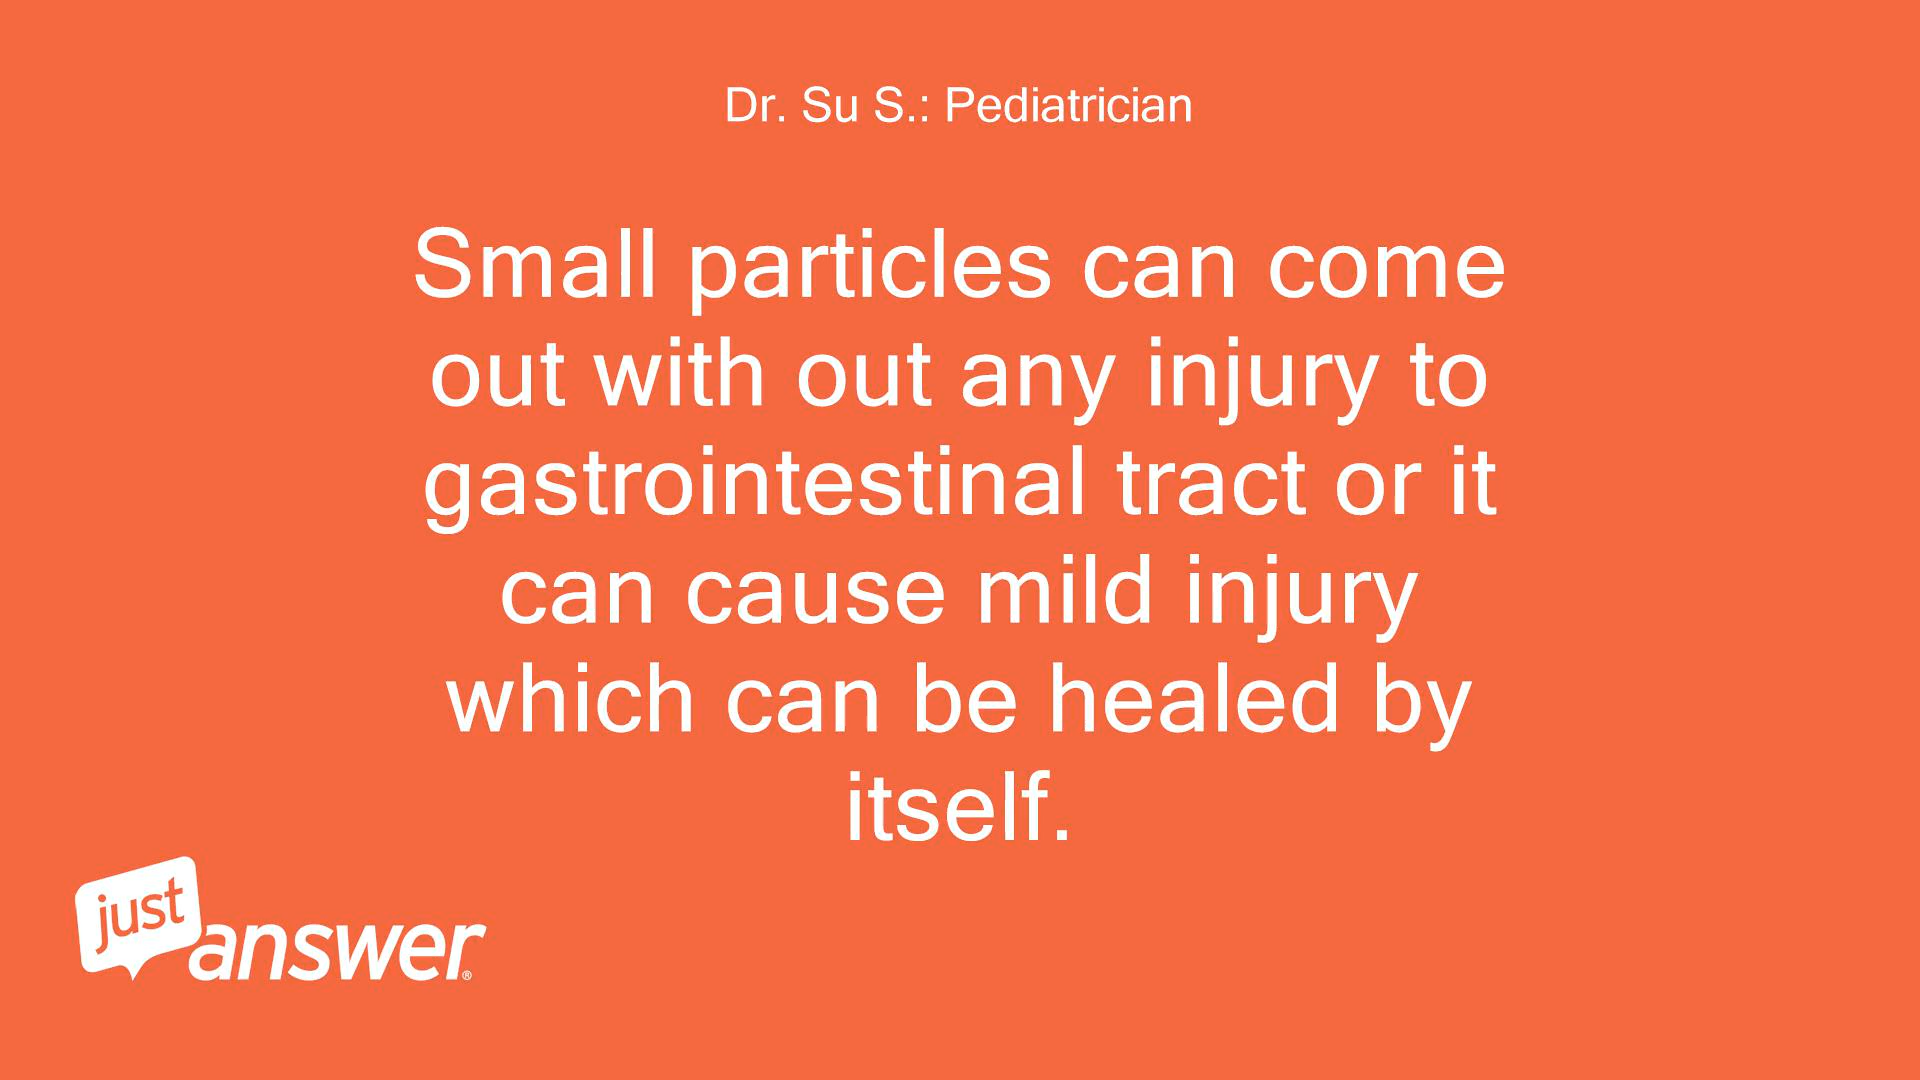 Dr. Su S.: Pediatrician
Small particles can come
out with out any injury to
gastrointestinal tract or it
can cause mild injury
which can be healed by
itself.
just
answer®